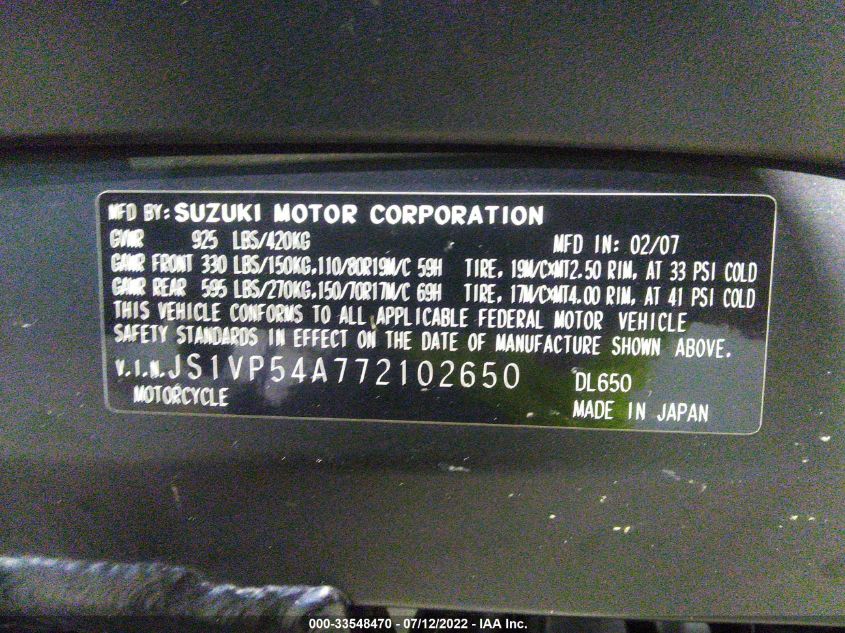 MFD BY: SUZUKI MOTOR CORPORATION
GVWR 925 LBS/420KG MFD IN: 02/07
GAWR FRONT 330 LBS/150KG.110/80R19M/C 59H TIRE, 19M/CXMT2.50 RIM, AT 33 PSI COLD
GAWR REAR 595 LBS/270KG.150/70R17M/C 69H TIRE, 17M/CXMT4.00 RIM, AT 41 PSI COLD
THIS VEHICLE CONFORMS TO ALL APPLICABLE FEDERAL MOTOR VEHICLE
SAFETY STANDARDS IN EFFECT ON THE DATE OF MANUFACTURE SHOWN ABOVE.
V.I.N.JS1VP54A772102650 DL650
MOTORCYCLE MADE IN JAPAN
000-33548470 - 07/12/2022 - IAA Inc.